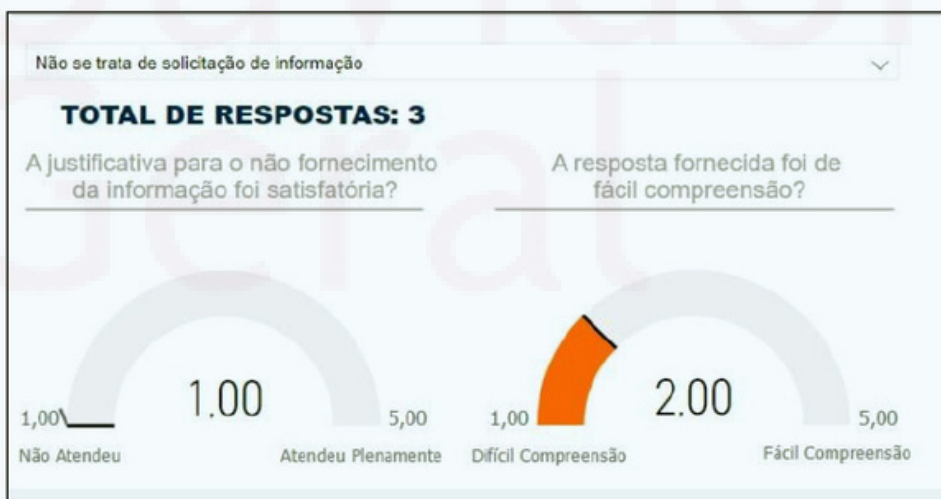 Não se trata de solicitação de informação
TOTAL DE RESPOSTAS: 3
A justificativa para o não fornecimento
da informação foi satisfatória?
A resposta fornecida foi de
fácil compreensão?
1.00
1,00
5,00
Não Atendeu
Atendeu Plenamente
2.00
1,00
5,00
Difícil Compreensão
Fácil Compreensão
Geral